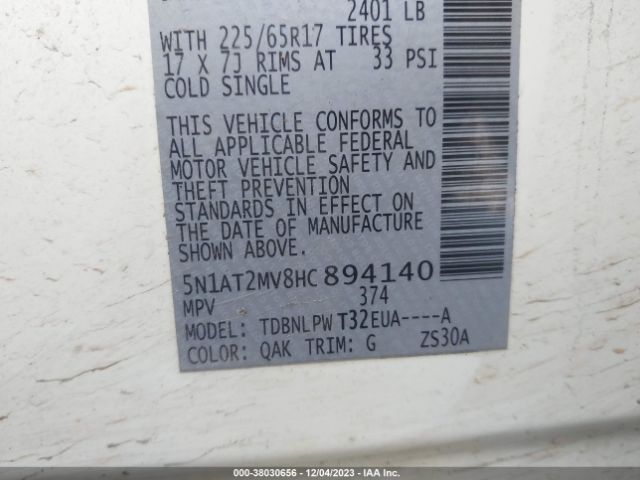 2401 LB
WITH 225/65R17 TIRES
17 X 7J RIMS AT 33 PSI
COLD SINGLE
THIS VEHICLE CONFORMS TO
ALL APPLICABLE FEDERAL
MOTOR VEHICLE SAFETY AND
THEFT PREVENTION
STANDARDS IN EFFECT ON
THE DATE OF MANUFACTURE
SHOWN ABOVE.
5N1AT2MV8HC894140
MPV 374
MODEL: TDBNLPWT32EUA----A
COLOR: QAK TRIM: G ZS30A
000-38030656 - 12/04/2023 - IAA Inc.